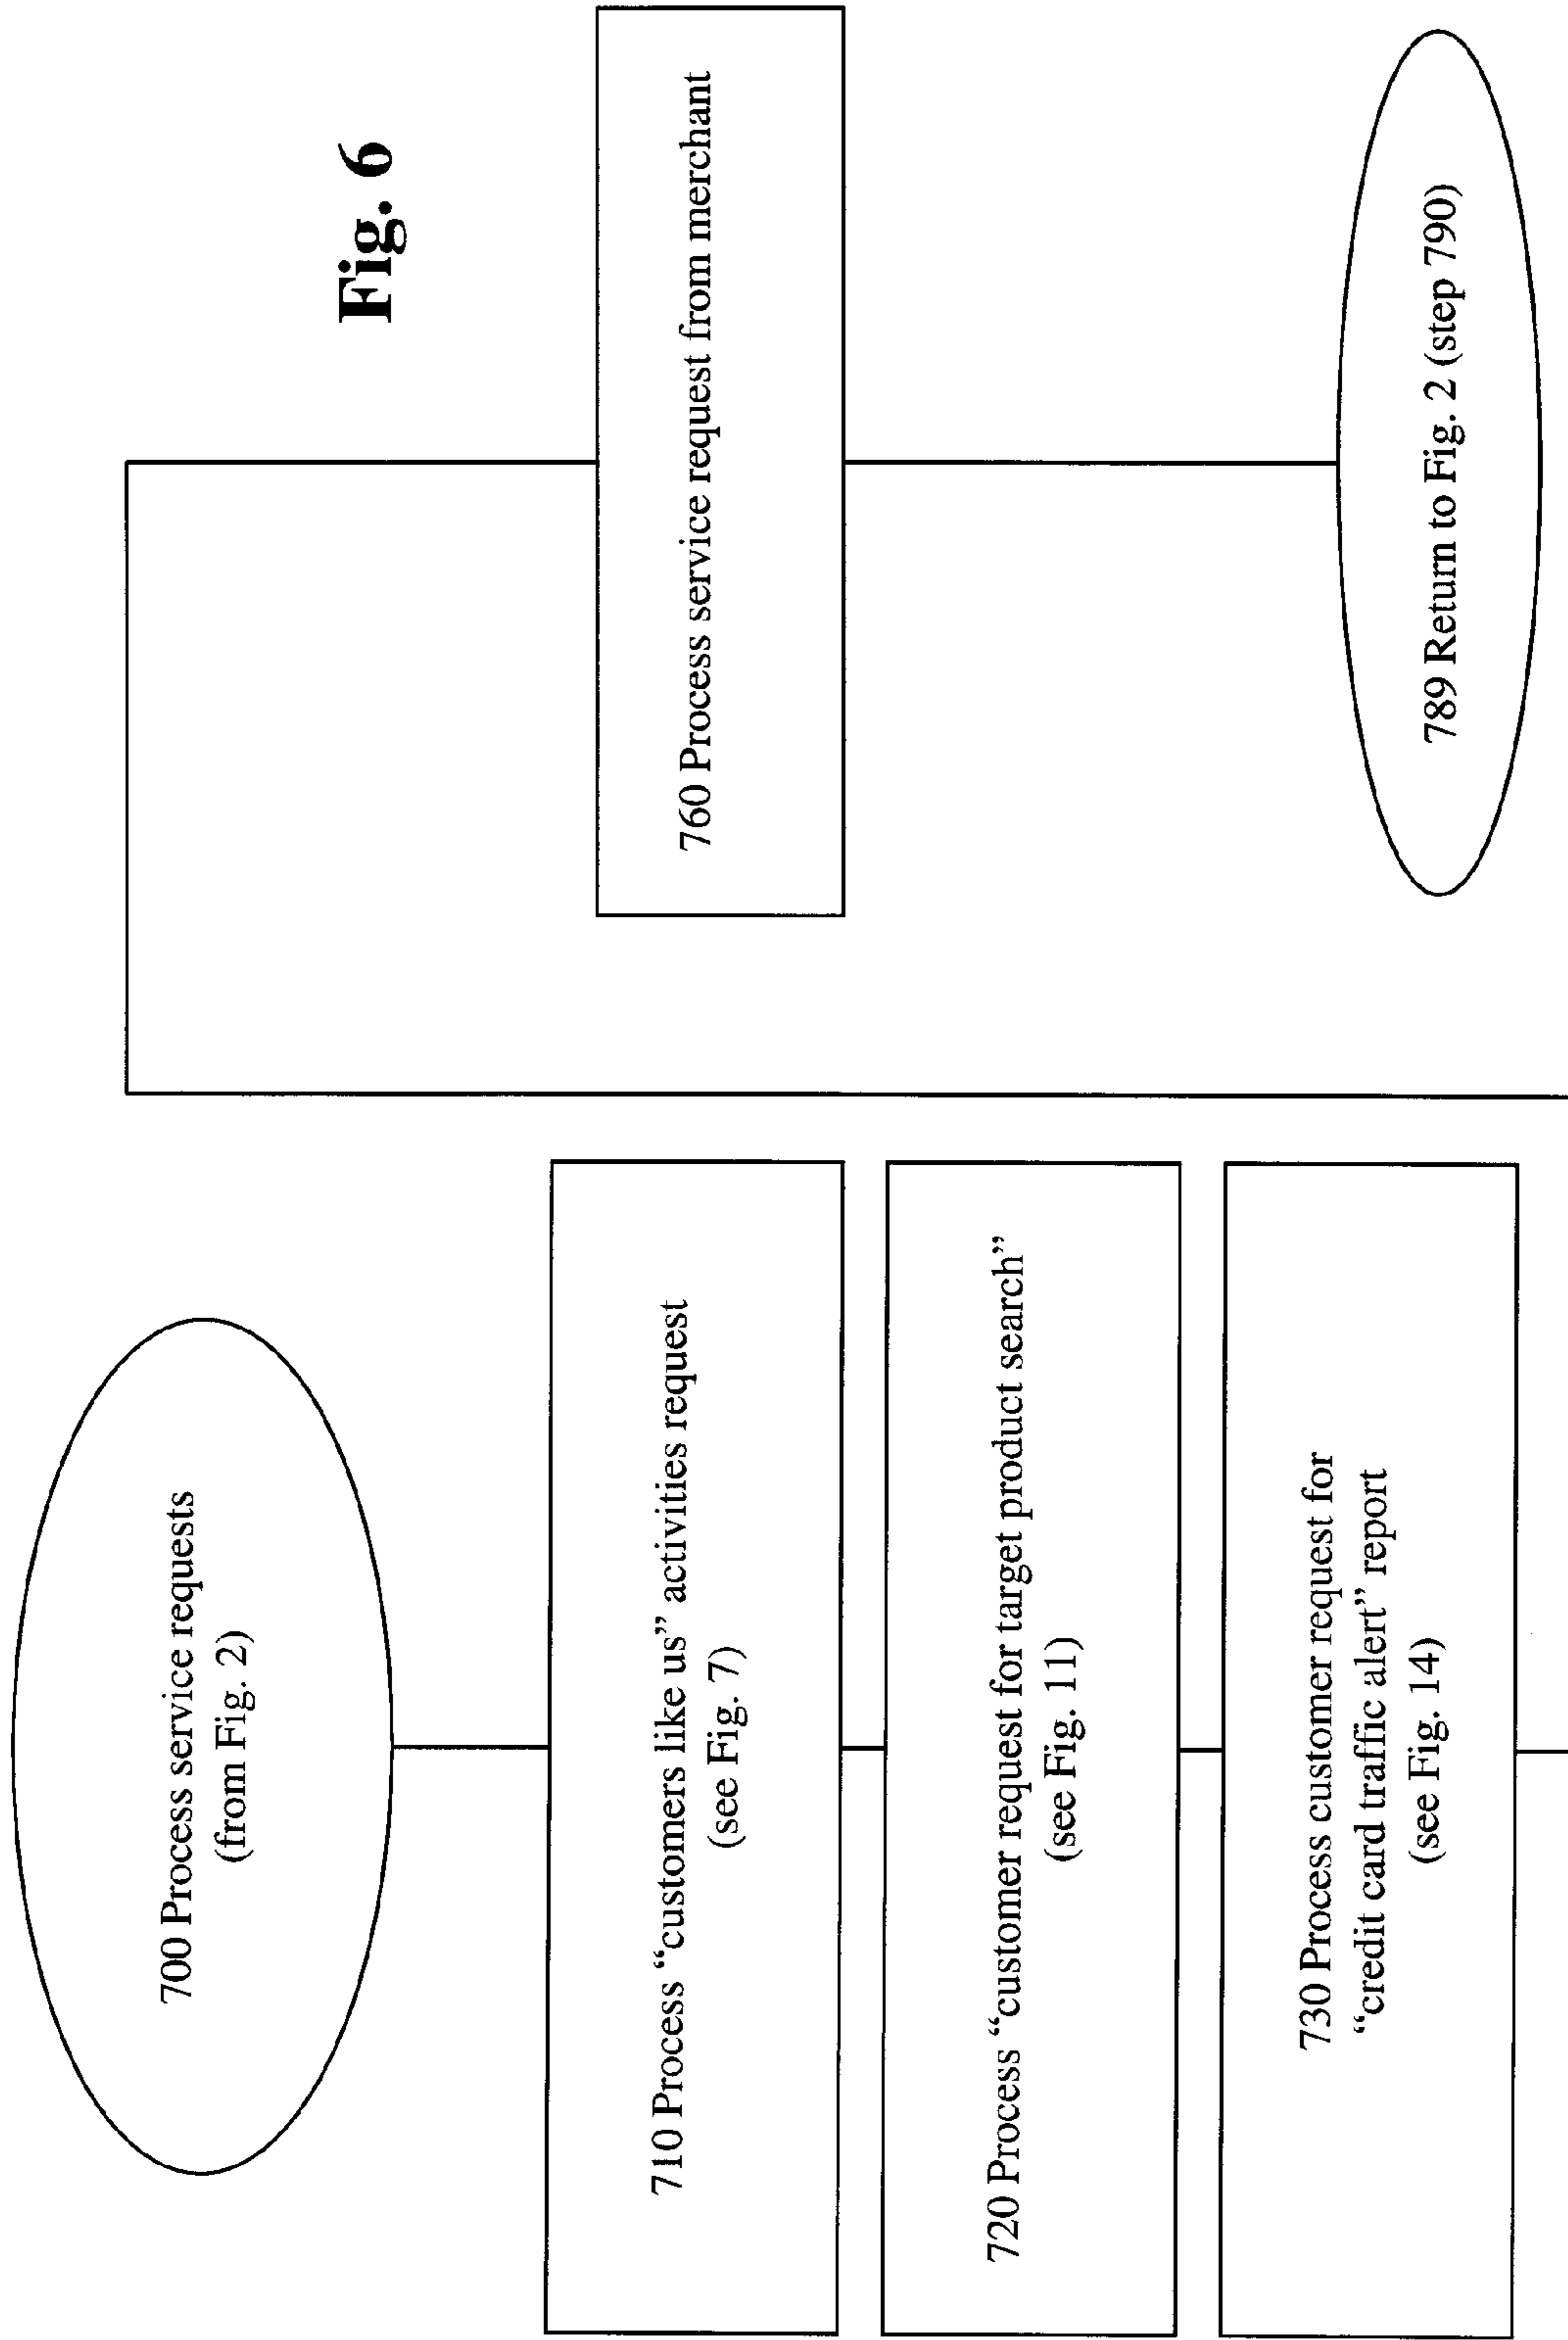 Fig. 6
700 Process service requests
(from Fig. 2)
710 Process “customers like us” activities request
(see Fig. 7)
720 Process “customer request for target product search”
(see Fig. 11)
730 Process customer request for
“credit card traffic alert” report
(see Fig. 14)
760 Process service request from merchant
789 Return to Fig. 2 (step 790)